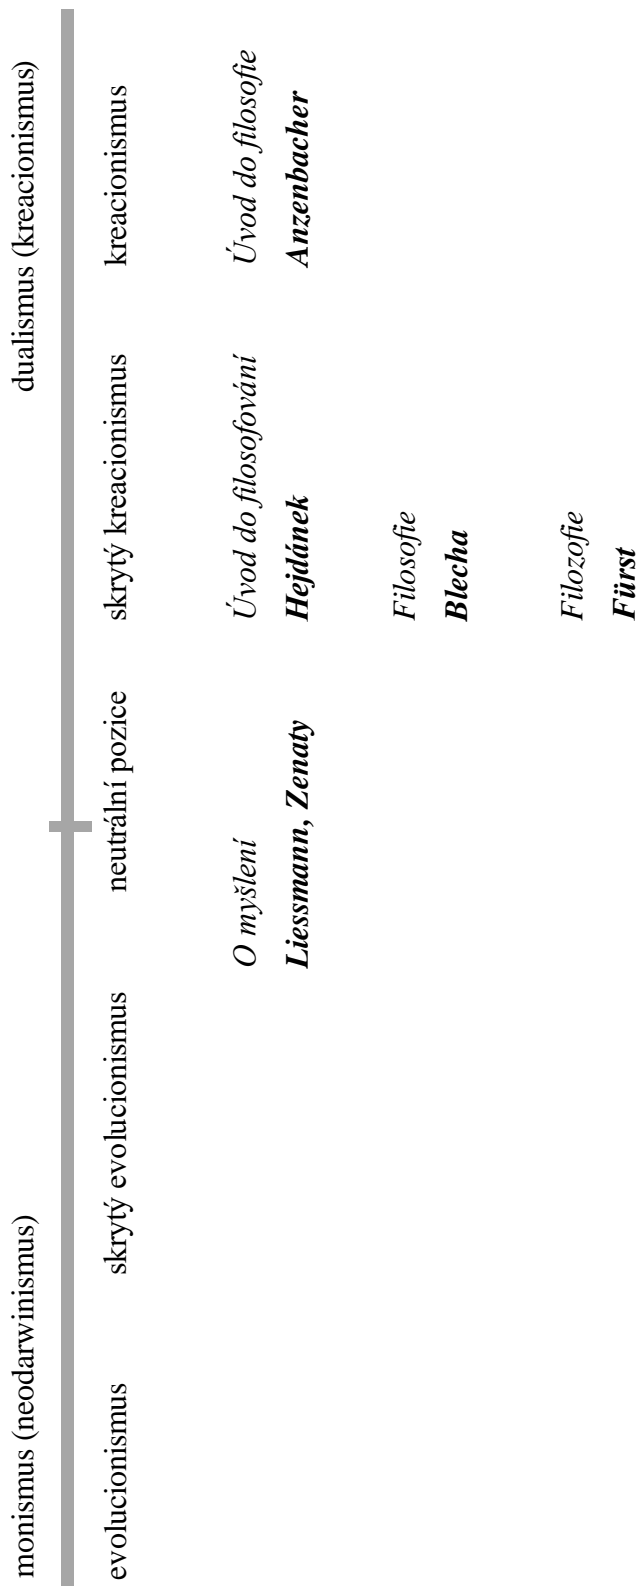 monismus (neodarwinismus)
dualismus (kreacionismus)
evolucionismus
skrytý evolucionismus
neutrální pozice
skrytý kreacionismus
kreacionismus
O myšlení
Liessmann, Zenaty
Úvod do filosofování
Hejdánek
Úvod do filosofie
Anzenbacher
Filosofie
Blecha
Filozofie
Fürst